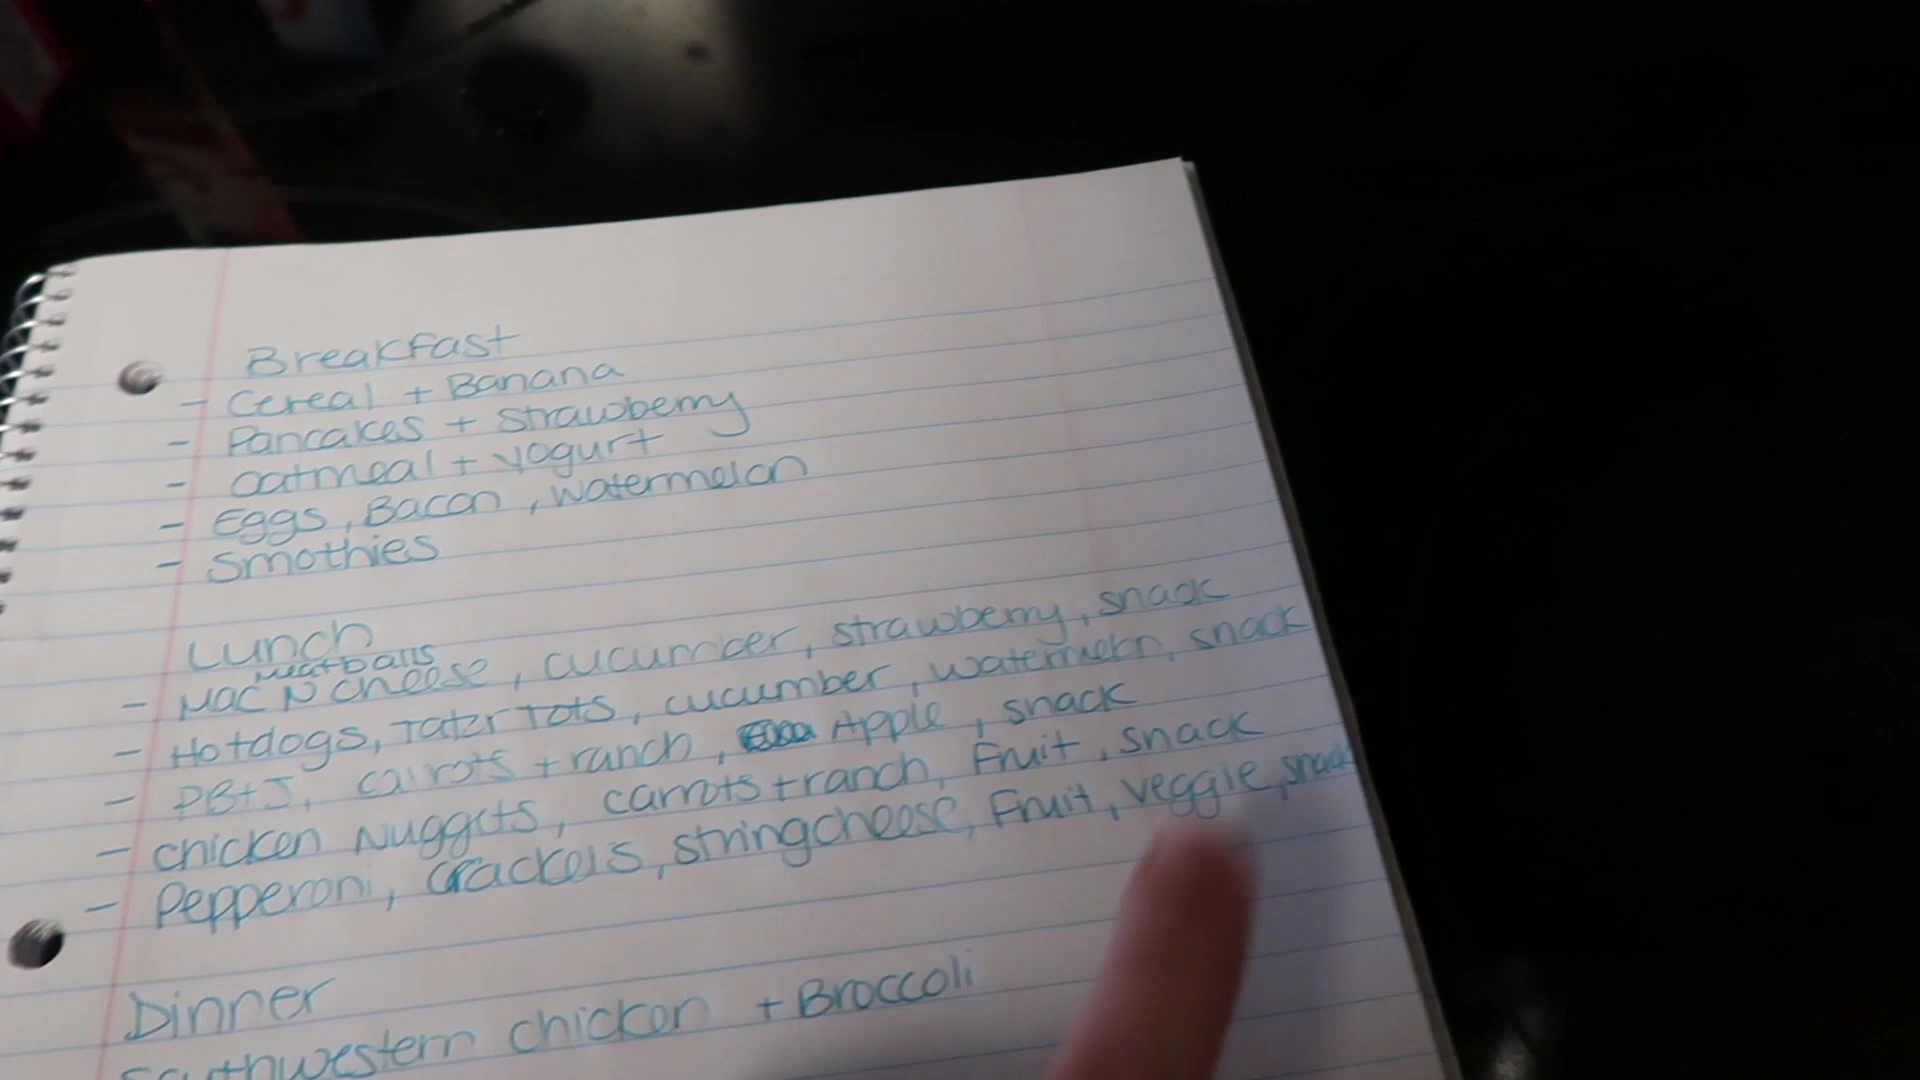 Breakfast
- Cereal + Banana
- Pancakes + Strawberry
- Oatmeal + yogurt
- Eggs, Bacon, watermelon
- Smothies
Lunch
meatballs
- Mac N cheese, cucumber, strawberry, snack
- Hotdogs, Tater Tots, cucumber, watermelon, snack
- PB+J, carrots + ranch, Apple, snack
- chicken Nuggets, carrots + ranch, Fruit, snack
- Pepperoni, Crackers, stringcheese, Fruit, veggie, snack
Dinner
Southwestern chicken + Broccoli